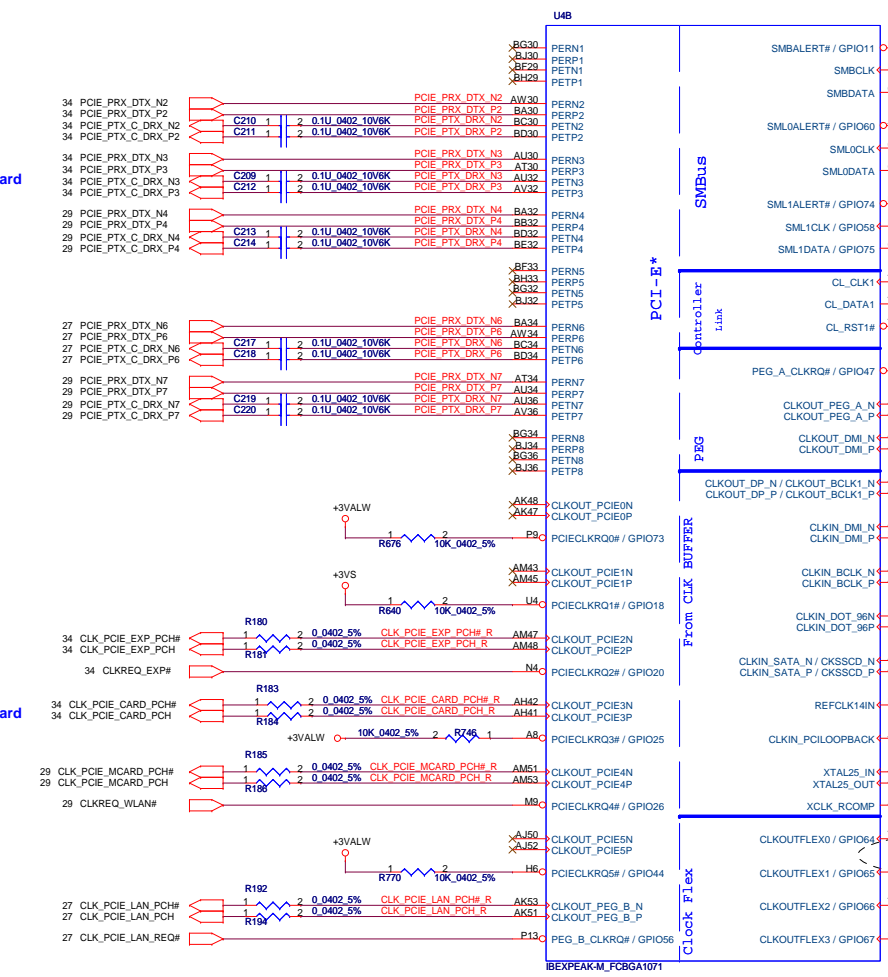 U4B
BG30 PERN1
BJ30 PERP1
BF29 PETN1
BH29 PETP1
34 PCIE_PRX_DTX_N2 PCIE_PRX_DTX_N2 AW30 PERN2
34 PCIE_PRX_DTX_P2 PCIE_PRX_DTX_P2 BA30 PERP2
34 PCIE_PTX_C_DRX_N2 C210 1 2 0.1U_0402_10V6K PCIE_PTX_DRX_N2 BC30 PETN2
34 PCIE_PTX_C_DRX_P2 C211 1 2 0.1U_0402_10V6K PCIE_PTX_DRX_P2 BD30 PETP2
34 PCIE_PRX_DTX_N3 PCIE_PRX_DTX_N3 AU30 PERN3
34 PCIE_PRX_DTX_P3 PCIE_PRX_DTX_P3 AT30 PERP3
ard
34 PCIE_PTX_C_DRX_N3 C209 1 2 0.1U_0402_10V6K PCIE_PTX_DRX_N3 AU32 PETN3
34 PCIE_PTX_C_DRX_P3 C212 1 2 0.1U_0402_10V6K PCIE_PTX_DRX_P3 AV32 PETP3
29 PCIE_PRX_DTX_N4 PCIE_PRX_DTX_N4 BA32 PERN4
29 PCIE_PRX_DTX_P4 PCIE_PRX_DTX_P4 BB32 PERP4
29 PCIE_PTX_C_DRX_N4 C213 1 2 0.1U_0402_10V6K PCIE_PTX_DRX_N4 BD32 PETN4
29 PCIE_PTX_C_DRX_P4 C214 1 2 0.1U_0402_10V6K PCIE_PTX_DRX_P4 BE32 PETP4
BF33 PERN5
BH33 PERP5
BG32 PETN5
BJ32 PETP5
27 PCIE_PRX_DTX_N6 PCIE_PRX_DTX_N6 BA34 PERN6
27 PCIE_PRX_DTX_P6 PCIE_PRX_DTX_P6 AW34 PERP6
27 PCIE_PTX_C_DRX_N6 C217 1 2 0.1U_0402_10V6K PCIE_PTX_DRX_N6 BC34 PETN6
27 PCIE_PTX_C_DRX_P6 C218 1 2 0.1U_0402_10V6K PCIE_PTX_DRX_P6 BD34 PETP6
29 PCIE_PRX_DTX_N7 PCIE_PRX_DTX_N7 AT34 PERN7
29 PCIE_PRX_DTX_P7 PCIE_PRX_DTX_P7 AU34 PERP7
29 PCIE_PTX_C_DRX_N7 C219 1 2 0.1U_0402_10V6K PCIE_PTX_DRX_N7 AU36 PETN7
29 PCIE_PTX_C_DRX_P7 C220 1 2 0.1U_0402_10V6K PCIE_PTX_DRX_P7 AV36 PETP7
BG34 PERN8
BJ34 PERP8
BG36 PETN8
BJ36 PETP8
AK48 CLKOUT_PCIE0N
AK47 CLKOUT_PCIE0P
+3VALW
R676 1 2 10K_0402_5% P9 PCIECLKRQ0# / GPIO73
AM43 CLKOUT_PCIE1N
AM45 CLKOUT_PCIE1P
+3VS
R640 1 2 10K_0402_5% U4 PCIECLKRQ1# / GPIO18
34 CLK_PCIE_EXP_PCH# R180 1 2 0_0402_5% CLK_PCIE_EXP_PCH#_R AM47 CLKOUT_PCIE2N
34 CLK_PCIE_EXP_PCH R181 1 2 0_0402_5% CLK_PCIE_EXP_PCH_R AM48 CLKOUT_PCIE2P
34 CLKREQ_EXP# N4 PCIECLKRQ2# / GPIO20
ard
34 CLK_PCIE_CARD_PCH# R183 1 2 0_0402_5% CLK_PCIE_CARD_PCH#_R AH42 CLKOUT_PCIE3N
34 CLK_PCIE_CARD_PCH R184 1 2 0_0402_5% CLK_PCIE_CARD_PCH_R AH41 CLKOUT_PCIE3P
+3VALW 10K_0402_5% 2 R746 1 A8 PCIECLKRQ3# / GPIO25
29 CLK_PCIE_MCARD_PCH# R185 1 2 0_0402_5% CLK_PCIE_MCARD_PCH#_R AM51 CLKOUT_PCIE4N
29 CLK_PCIE_MCARD_PCH R186 1 2 0_0402_5% CLK_PCIE_MCARD_PCH_R AM53 CLKOUT_PCIE4P
29 CLKREQ_WLAN# M9 PCIECLKRQ4# / GPIO26
AJ50 CLKOUT_PCIE5N
AJ52 CLKOUT_PCIE5P
+3VALW
R770 1 2 10K_0402_5% H6 PCIECLKRQ5# / GPIO44
27 CLK_PCIE_LAN_PCH# R192 1 2 0_0402_5% CLK_PCIE_LAN_PCH#_R AK53 CLKOUT_PEG_B_N
27 CLK_PCIE_LAN_PCH R194 1 2 0_0402_5% CLK_PCIE_LAN_PCH_R AK51 CLKOUT_PEG_B_P
27 CLK_PCIE_LAN_REQ# P13 PEG_B_CLKRQ# / GPIO56
IBEXPEAK-M_FCBGA1071
PCI-E*
SMBus
Controller
Link
PEG
From CLK BUFFER
Clock Flex
SMBALERT# / GPIO11
SMBCLK
SMBDATA
SML0ALERT# / GPIO60
SML0CLK
SML0DATA
SML1ALERT# / GPIO74
SML1CLK / GPIO58
SML1DATA / GPIO75
CL_CLK1
CL_DATA1
CL_RST1#
PEG_A_CLKRQ# / GPIO47
CLKOUT_PEG_A_N
CLKOUT_PEG_A_P
CLKOUT_DMI_N
CLKOUT_DMI_P
CLKOUT_DP_N / CLKOUT_BCLK1_N
CLKOUT_DP_P / CLKOUT_BCLK1_P
CLKIN_DMI_N
CLKIN_DMI_P
CLKIN_BCLK_N
CLKIN_BCLK_P
CLKIN_DOT_96N
CLKIN_DOT_96P
CLKIN_SATA_N / CKSSCD_N
CLKIN_SATA_P / CKSSCD_P
REFCLK14IN
CLKIN_PCILOOPBACK
XTAL25_IN
XTAL25_OUT
XCLK_RCOMP
CLKOUTFLEX0 / GPIO64
CLKOUTFLEX1 / GPIO65
CLKOUTFLEX2 / GPIO66
CLKOUTFLEX3 / GPIO67